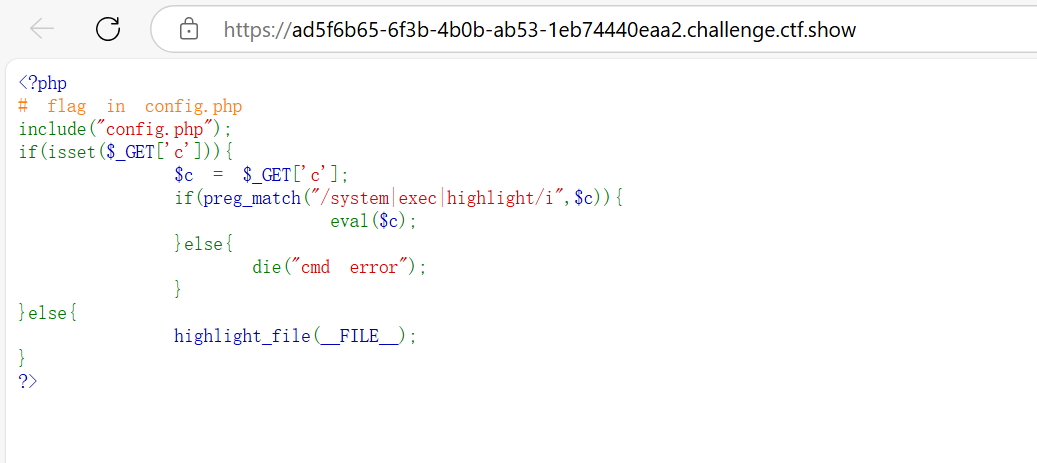 https://ad5f6b65-6f3b-4b0b-ab53-1eb74440eaa2.challenge.ctf.show
<?php
# flag in config.php
include("config.php");
if(isset($_GET['c'])){
$c = $_GET['c'];
if(preg_match("/system|exec|highlight/i",$c)){
eval($c);
}else{
die("cmd error");
}
}else{
highlight_file(__FILE__);
}
?>